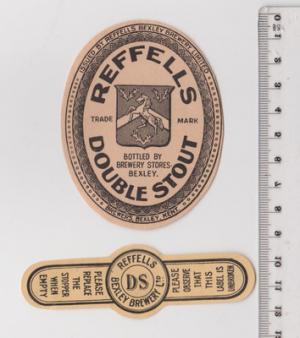 ISSUED BY REFFELLS BEXLEY BREWERY LIMITED
REFFELLS
TRADE MARK
BOTTLED BY
BREWERY STORES
BEXLEY.
DOUBLE STOUT
BREWERS, BEXLEY, KENT
PLEASE
REPLACE
THE
STOPPER
WHEN
EMPTY
REFFELLS
DS
BEXLEY BREWERY LTD
PLEASE
OBSERVE
THAT
THIS
LABEL IS
UNBROKEN